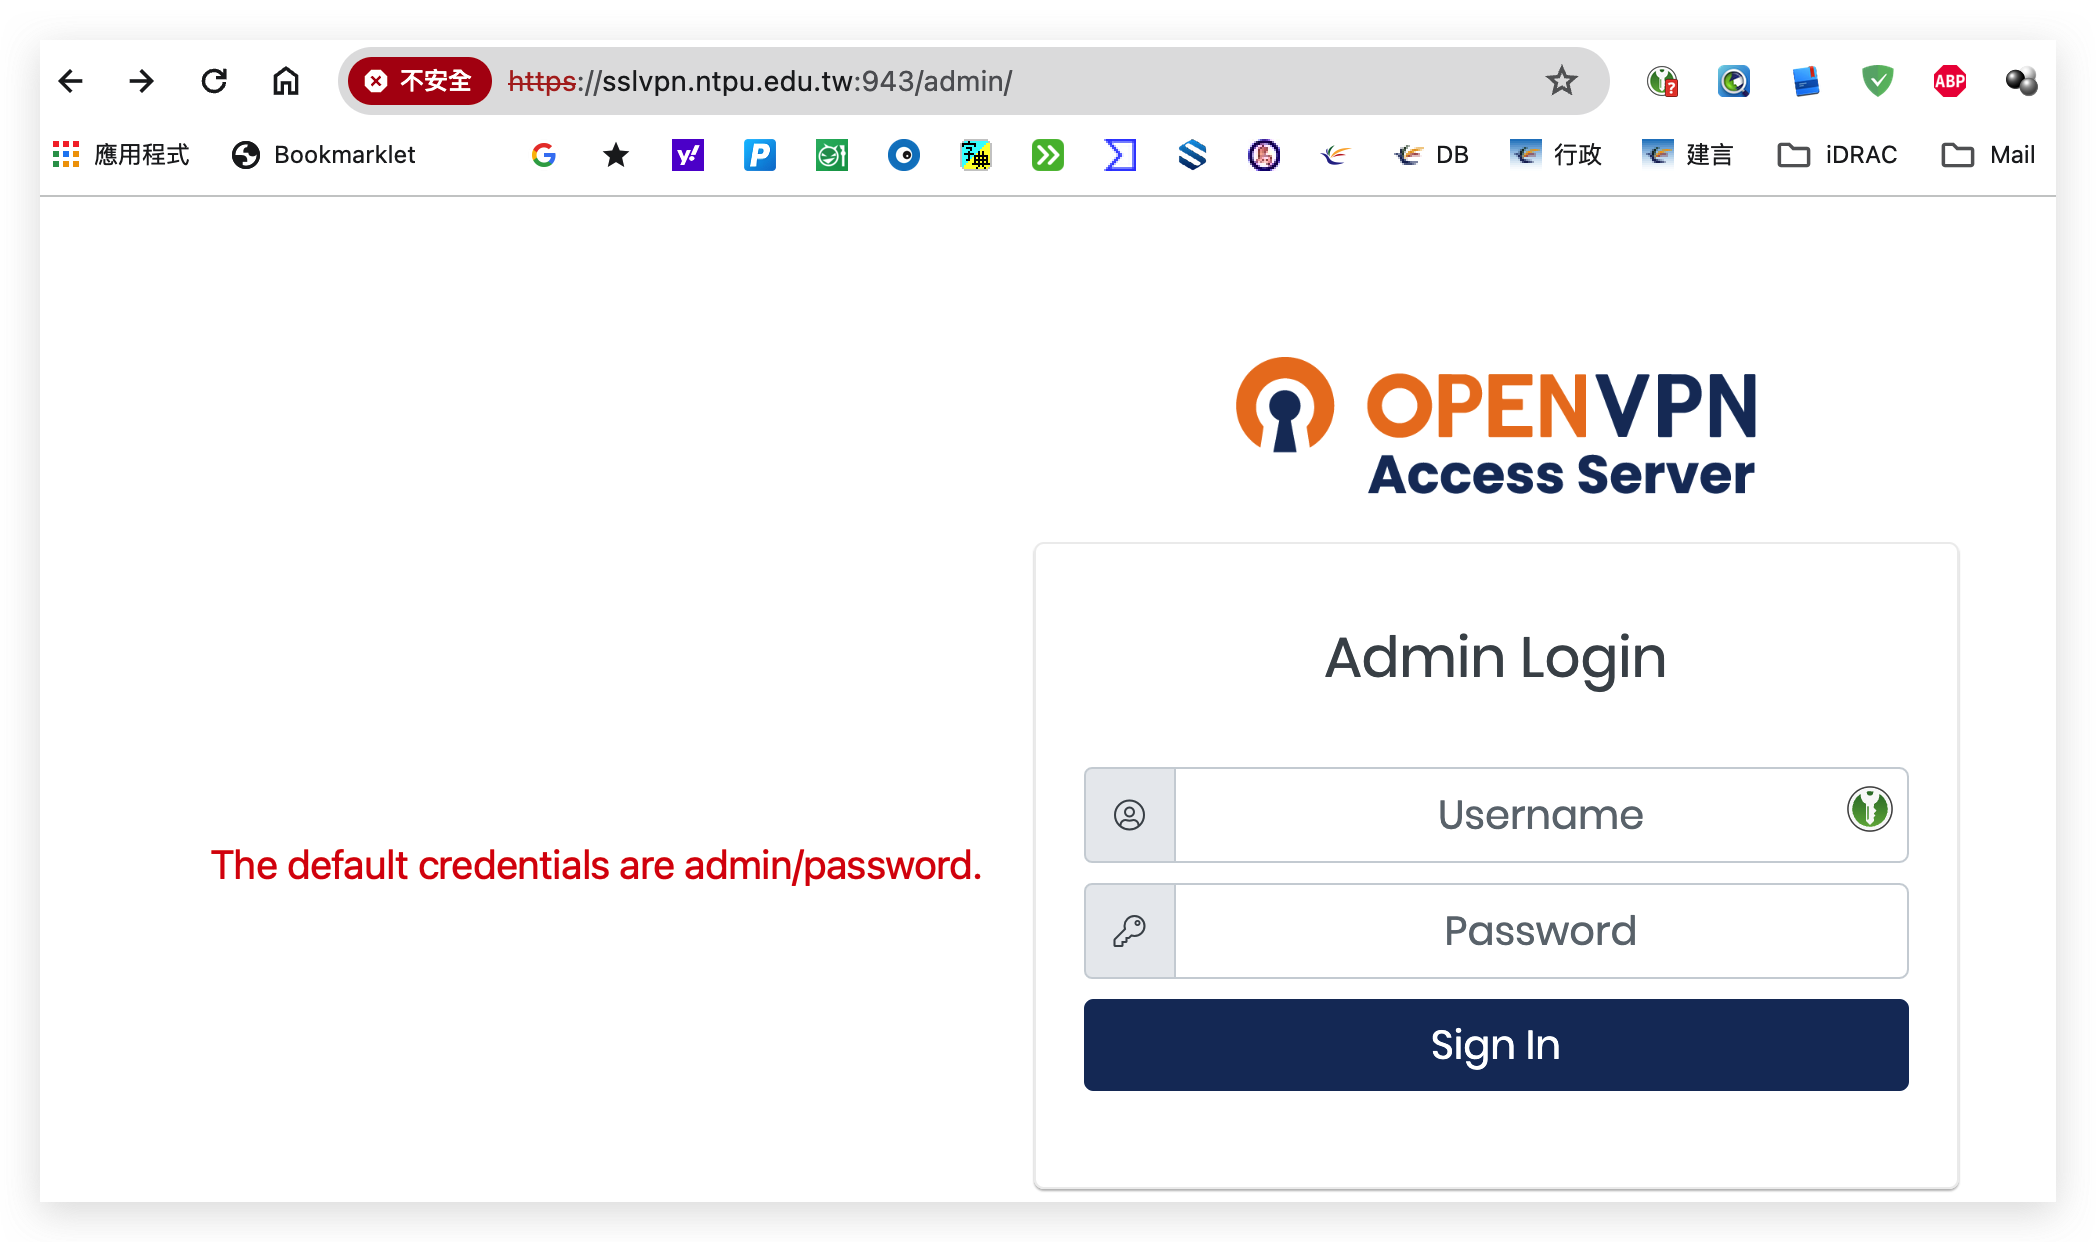 不安全 https://sslvpn.ntpu.edu.tw:943/admin/
ABP
應用程式 Bookmarklet DB 行政 建言 iDRAC Mail
OPENVPN
Access Server
Admin Login
Username
The default credentials are admin/password.
Password
Sign In